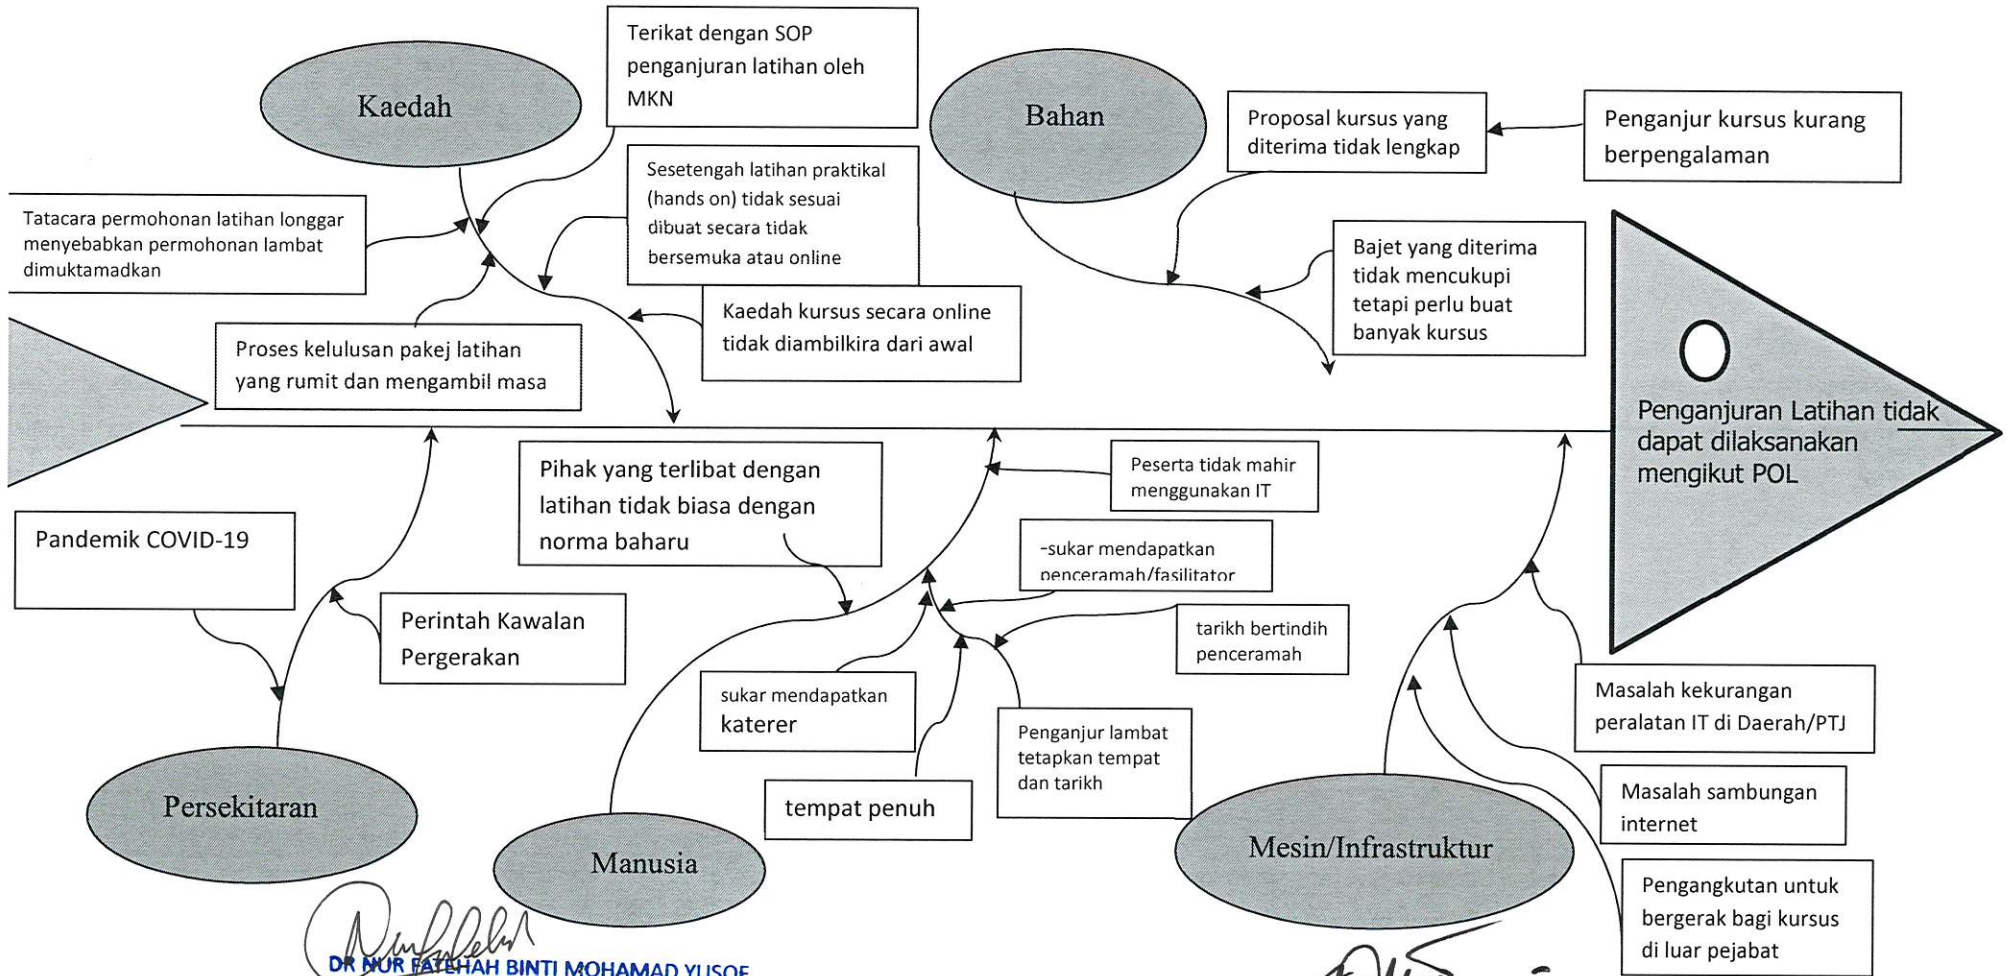 Kaedah
Terikat dengan SOP
penganjuran latihan oleh
MKN
Bahan
Proposal kursus yang
diterima tidak lengkap
Penganjur kursus kurang
berpengalaman
Tatacara permohonan latihan longgar
menyebabkan permohonan lambat
dimuktamadkan
Sesetengah latihan praktikal
(hands on) tidak sesuai
dibuat secara tidak
bersemuka atau online
Bajet yang diterima
tidak mencukupi
tetapi perlu buat
banyak kursus
Proses kelulusan pakej latihan
yang rumit dan mengambil masa
Kaedah kursus secara online
tidak diambilkira dari awal
Penganjuran Latihan tidak
dapat dilaksanakan
mengikut POL
Pandemik COVID-19
Perintah Kawalan
Pergerakan
Pihak yang terlibat dengan
latihan tidak biasa dengan
norma baharu
Peserta tidak mahir
menggunakan IT
-sukar mendapatkan
penceramah/fasilitator
tarikh bertindih
penceramah
sukar mendapatkan
katerer
tempat penuh
Penganjur lambat
tetapkan tempat
dan tarikh
Masalah kekurangan
peralatan IT di Daerah/PTJ
Masalah sambungan
internet
Pengangkutan untuk
bergerak bagi kursus
di luar pejabat
Persekitaran
Manusia
Mesin/Infrastruktur
DR NUR FATEHAH BINTI MOHAMAD YUSOF